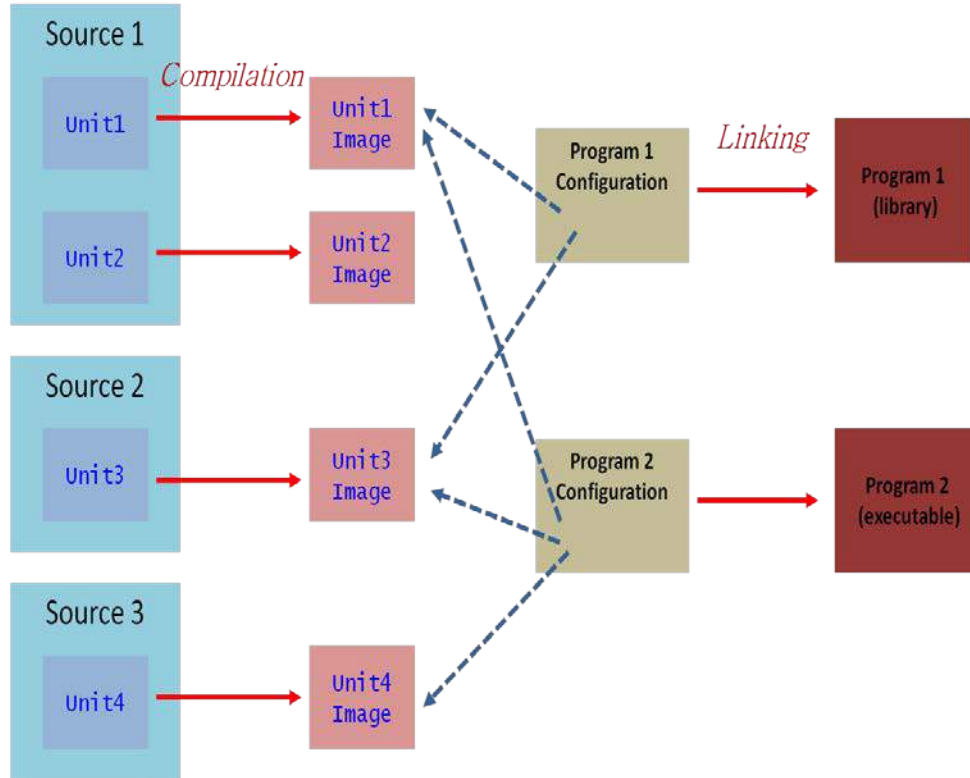 Source 1
Compilation
Unit1
Unit1
Image
Program 1
Configuration
Linking
Program 1
(library)
Unit2
Unit2
Image
Source 2
Unit3
Unit3
Image
Program 2
Configuration
Program 2
(executable)
Source 3
Unit4
Unit4
Image